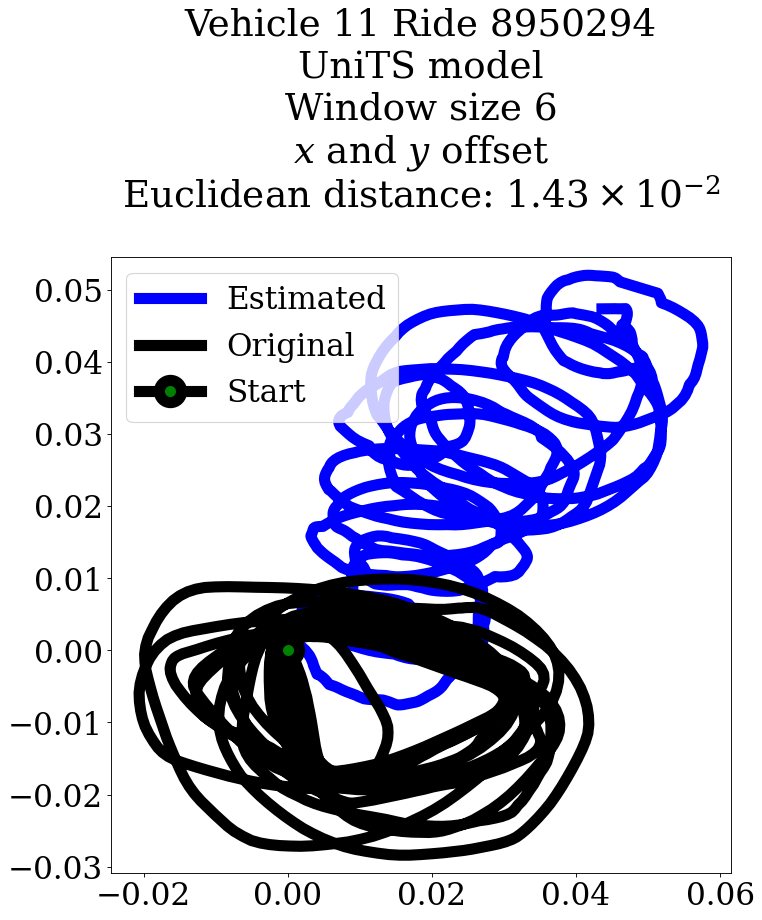 Vehicle 11 Ride 8950294
UniTS model
Window size 6
x and y offset
Euclidean distance: 1.43 × 10⁻²
Estimated
Original
Start
0.05
0.04
0.03
0.02
0.01
0.00
−0.01
−0.02
−0.03
−0.02 0.00 0.02 0.04 0.06